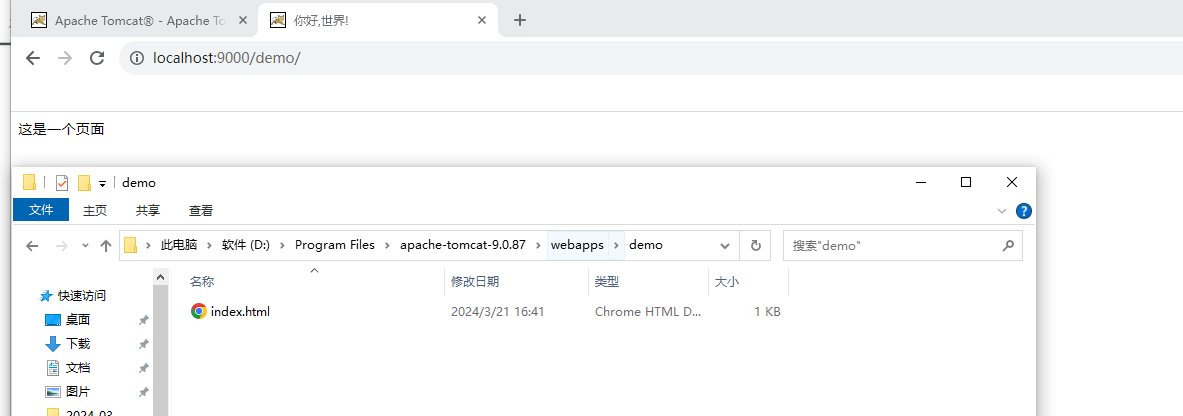 Apache Tomcat® - Apache To
你好,世界!
localhost:9000/demo/
这是一个页面
demo
文件 主页 共享 查看
此电脑 软件 (D:) Program Files apache-tomcat-9.0.87 webapps demo 搜索"demo"
名称 修改日期 类型 大小
快速访问
index.html 2024/3/21 16:41 Chrome HTML D... 1 KB
桌面
下载
文档
图片
2024-03